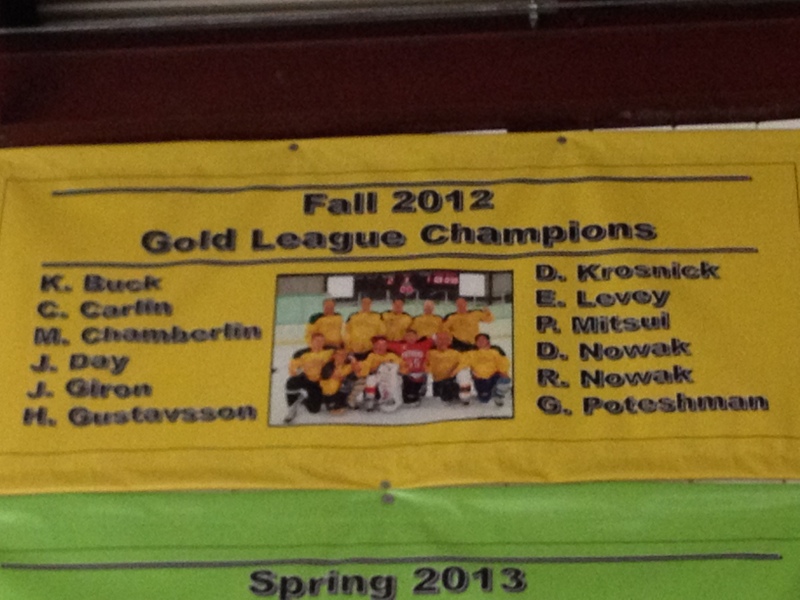 Fall 2012
Gold League Champions
K. Buck
C. Carlin
M. Chamberlin
J. Day
J. Giron
H. Gustavsson
D. Krosnick
E. Levey
P. Mitsui
D. Nowak
R. Nowak
G. Poteshman
Spring 2013